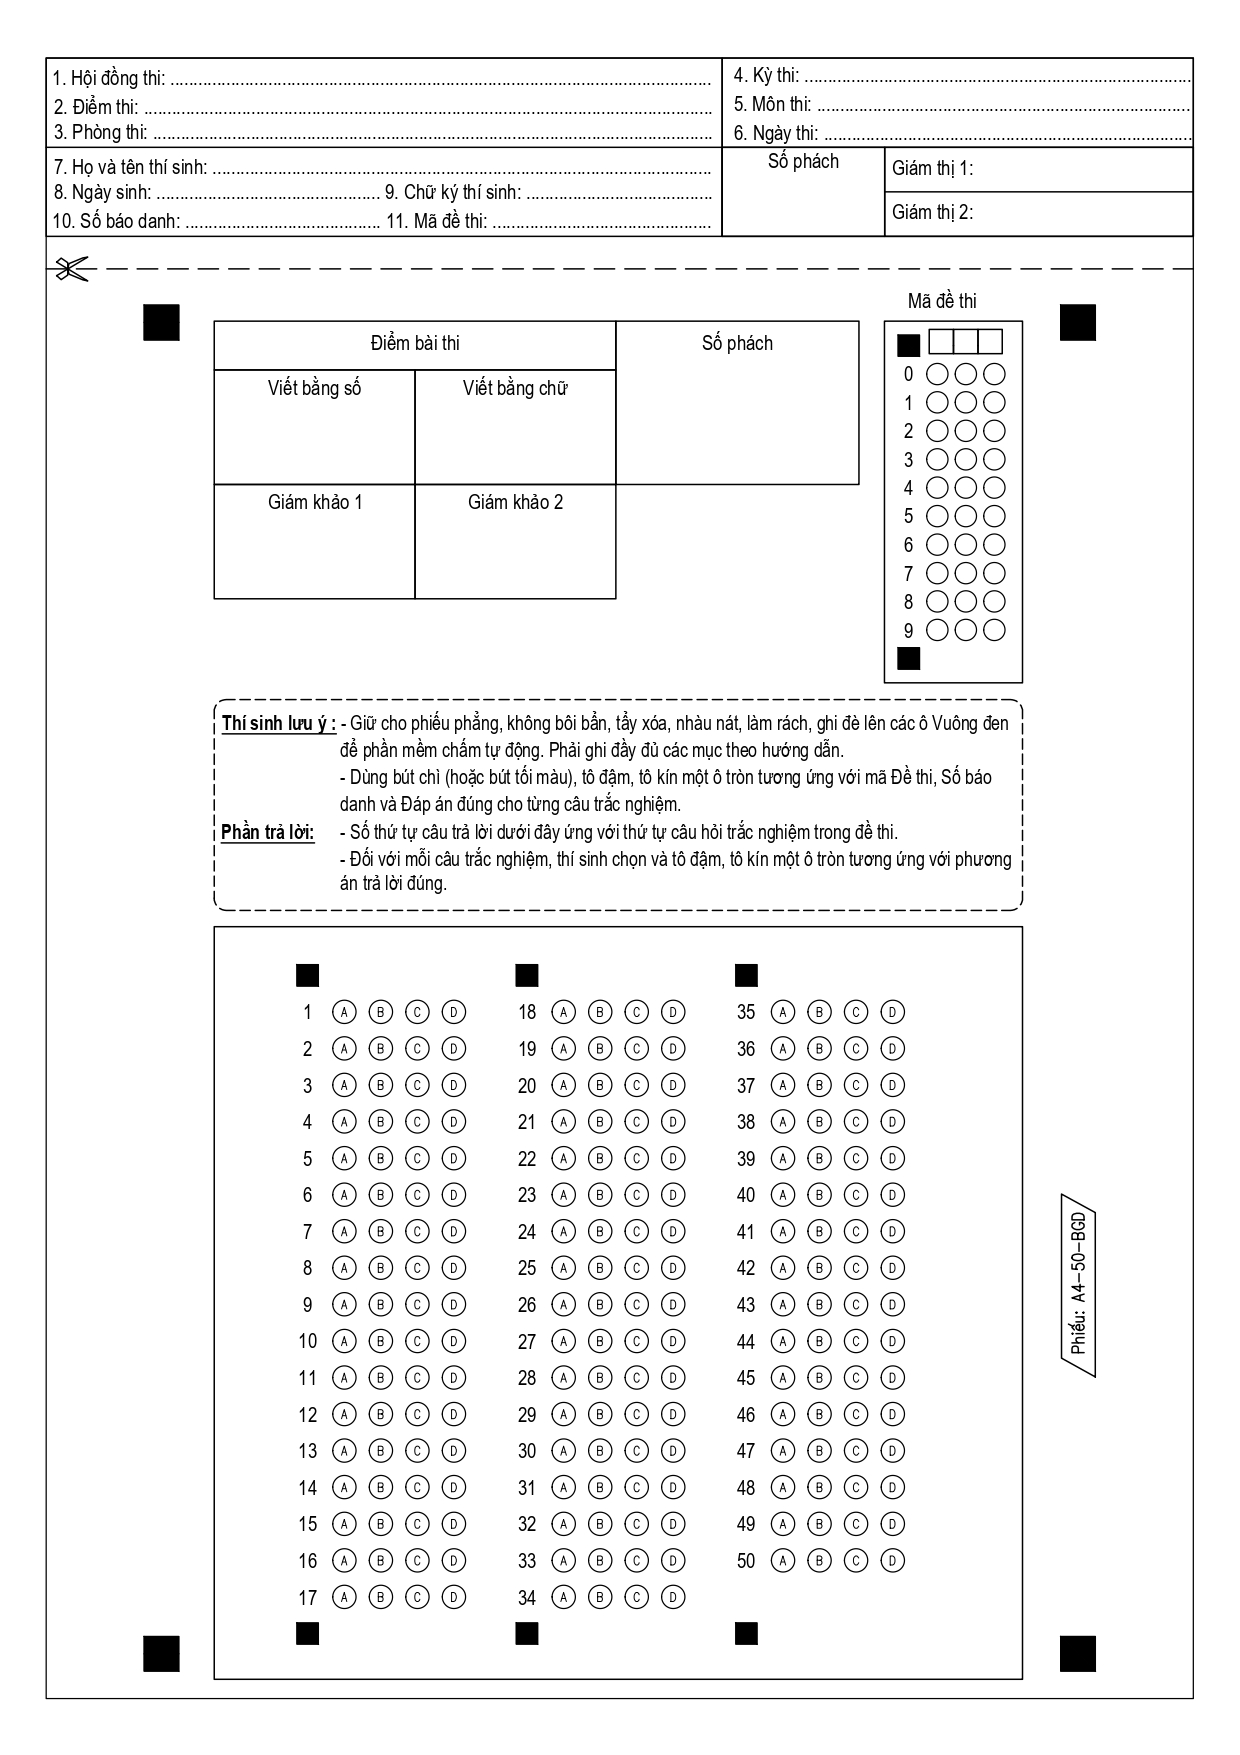 1. Hội đồng thi: ....................................................................................................................
2. Điểm thi: .........................................................................................................................
3. Phòng thi: .......................................................................................................................
4. Kỳ thi: ...................................................................................
5. Môn thi: ................................................................................
6. Ngày thi: ...............................................................................
7. Họ và tên thí sinh: ...........................................................................................................
8. Ngày sinh: ................................................ 9. Chữ ký thí sinh: ........................................
10. Số báo danh: .......................................... 11. Mã đề thi: ...............................................
Số phách
Giám thị 1:
Giám thị 2:
Mã đề thi
Điểm bài thi
Số phách
Viết bằng số
Viết bằng chữ
Giám khảo 1
Giám khảo 2
0
1
2
3
4
5
6
7
8
9
Thí sinh lưu ý : - Giữ cho phiếu phẳng, không bôi bẩn, tẩy xóa, nhàu nát, làm rách, ghi đè lên các ô Vuông đen
để phần mềm chấm tự động. Phải ghi đầy đủ các mục theo hướng dẫn.
- Dùng bút chì (hoặc bút tối màu), tô đậm, tô kín một ô tròn tương ứng với mã Đề thi, Số báo
danh và Đáp án đúng cho từng câu trắc nghiệm.
Phần trả lời: - Số thứ tự câu trả lời dưới đây ứng với thứ tự câu hỏi trắc nghiệm trong đề thi.
- Đối với mỗi câu trắc nghiệm, thí sinh chọn và tô đậm, tô kín một ô tròn tương ứng với phương
án trả lời đúng.
1 A B C D 18 A B C D 35 A B C D
2 A B C D 19 A B C D 36 A B C D
3 A B C D 20 A B C D 37 A B C D
4 A B C D 21 A B C D 38 A B C D
5 A B C D 22 A B C D 39 A B C D
6 A B C D 23 A B C D 40 A B C D
7 A B C D 24 A B C D 41 A B C D
8 A B C D 25 A B C D 42 A B C D
9 A B C D 26 A B C D 43 A B C D
10 A B C D 27 A B C D 44 A B C D
11 A B C D 28 A B C D 45 A B C D
12 A B C D 29 A B C D 46 A B C D
13 A B C D 30 A B C D 47 A B C D
14 A B C D 31 A B C D 48 A B C D
15 A B C D 32 A B C D 49 A B C D
16 A B C D 33 A B C D 50 A B C D
17 A B C D 34 A B C D
Phiếu: A4-50-BGD